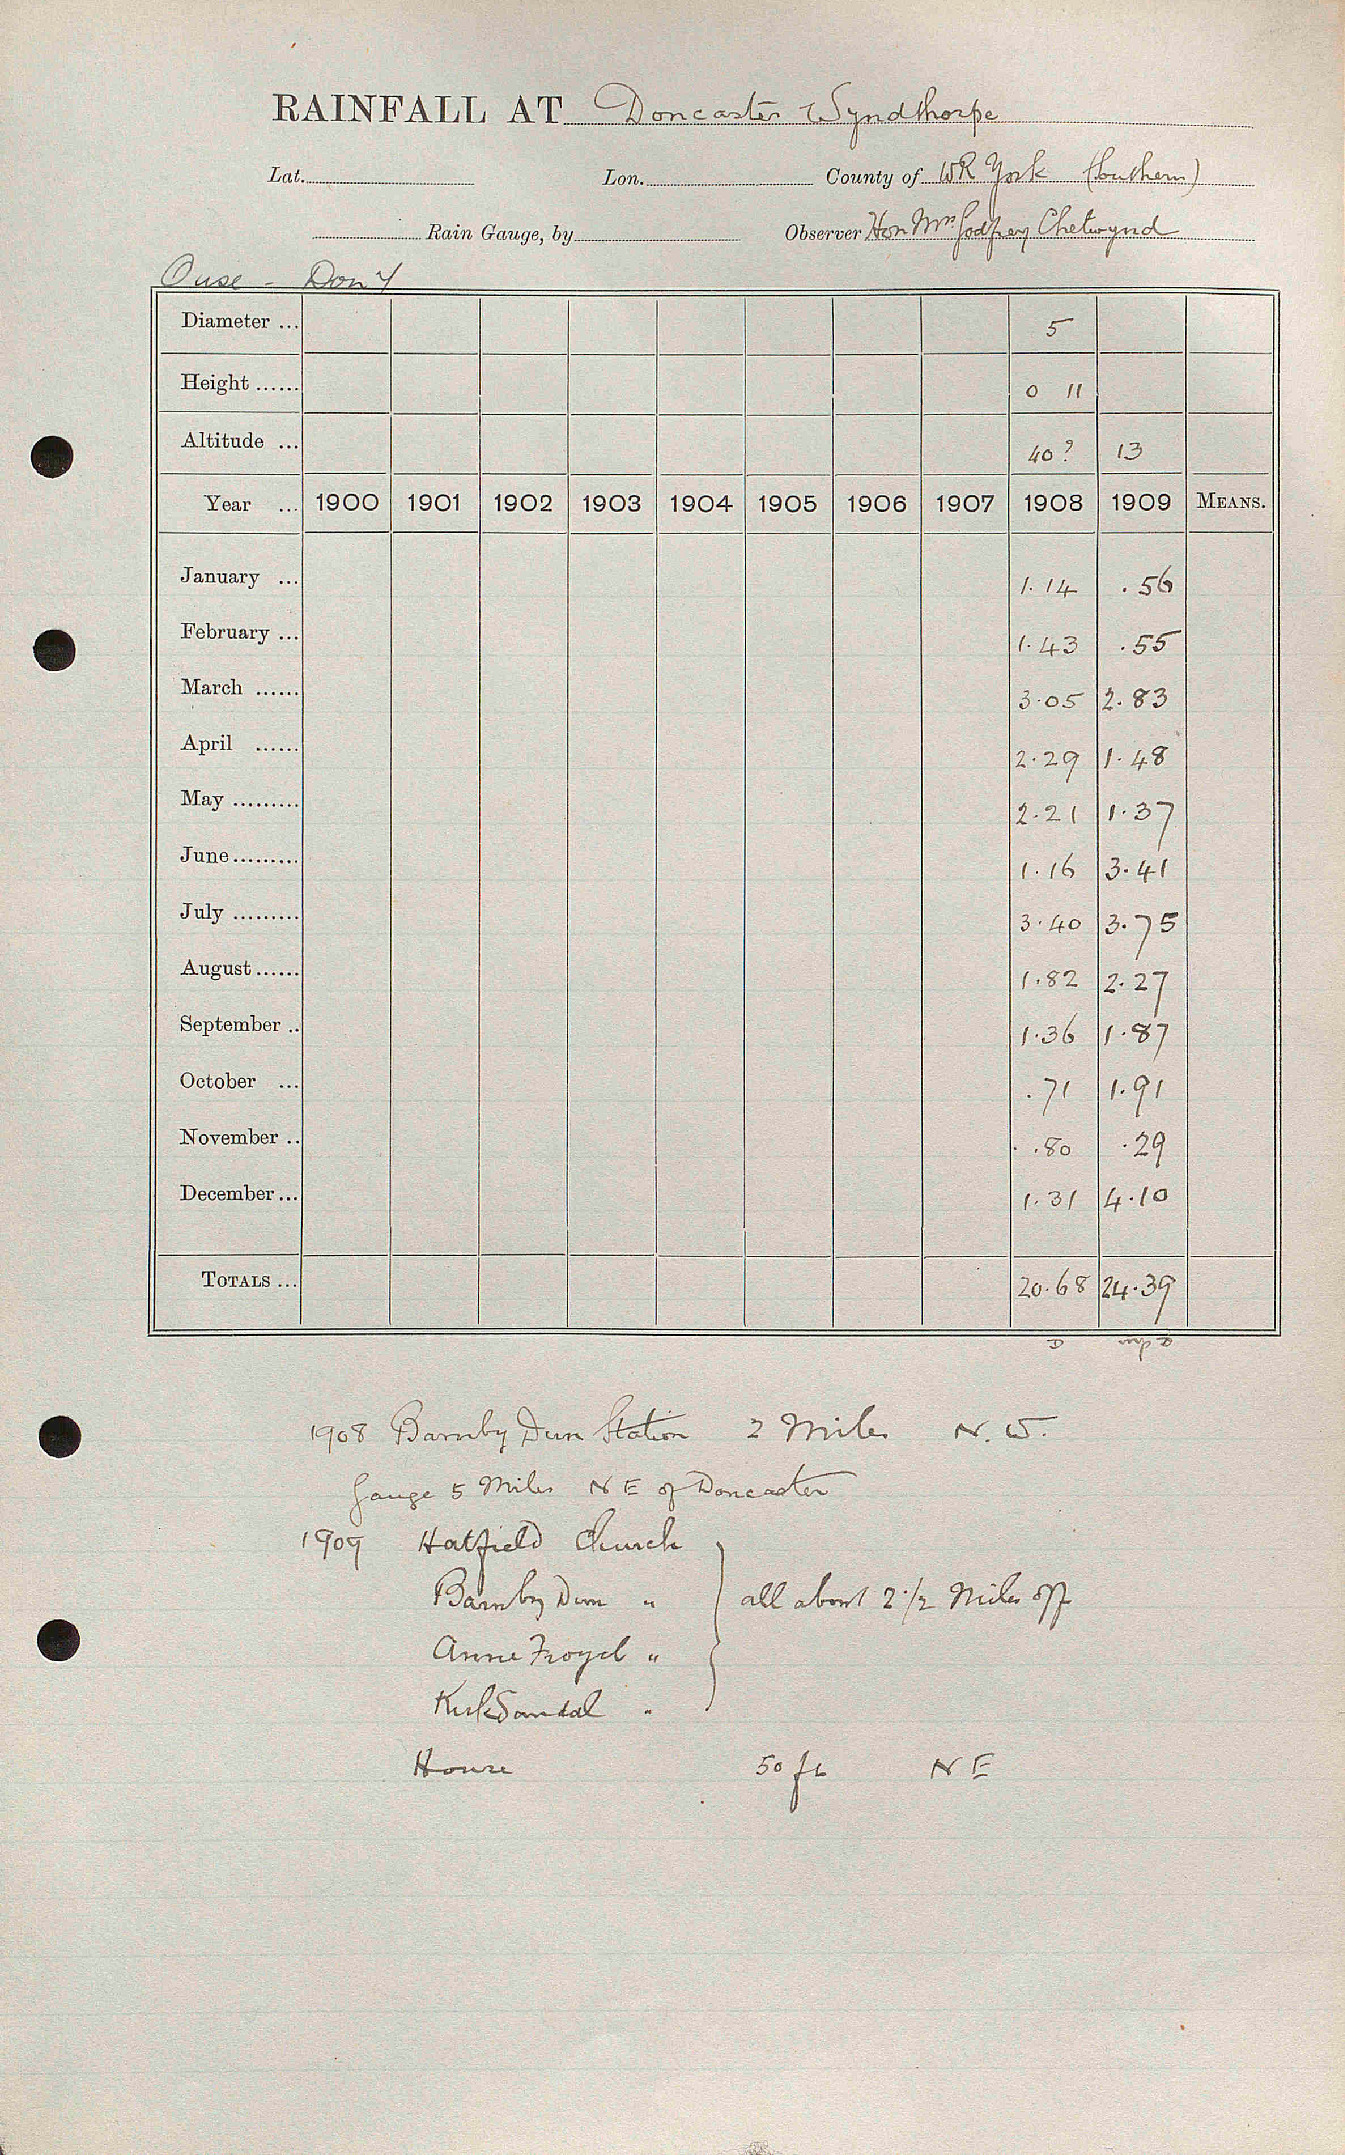 RAINFALL AT Doncaster Wyndthorpe
Lat. Lon. County of WR York (Southern)
Rain Gauge, by Observer Hon Mrs Godfrey Chetwynd
Ouse - Don
Diameter ... 5
Height ...... 0 11
Altitude ... 40? 13
Year ... 1900 1901 1902 1903 1904 1905 1906 1907 1908 1909 MEANS.
January ... 1.14 .56
February ... 1.43 .55
March ...... 3.05 2.83
April ...... 2.29 1.48
May ......... 2.21 1.37
June ......... 1.16 3.41
July ......... 3.40 3.75
August ...... 1.82 2.27
September .. 1.36 1.87
October ... .71 1.91
November .. .80 .29
December ... 1.31 4.10
TOTALS ... 20.68 24.39
1908 Barnby Dun Station 2 Miles N.W.
Gauge 5 Miles NE of Doncaster
1909 Hatfield Church
Barnby Dun " all about 2 1/2 Miles off
"
Kirk Sandal "
House 50 ft NE